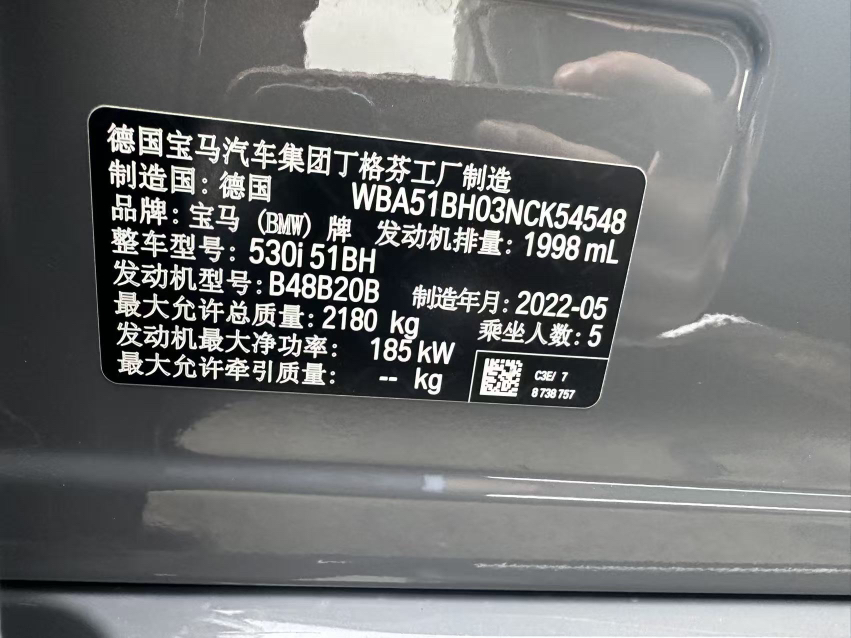 德国宝马汽车集团丁格芬工厂制造
制造国: 德国 WBA51BH03NCK54548
品牌: 宝马 (BMW) 牌 发动机排量: 1998 mL
整车型号: 530i 51BH
发动机型号: B48B20B 制造年月: 2022-05
最大允许总质量: 2180 kg 乘坐人数: 5
发动机最大净功率: 185 kW
最大允许牵引质量: -- kg
C3E/ 7
8 738 757